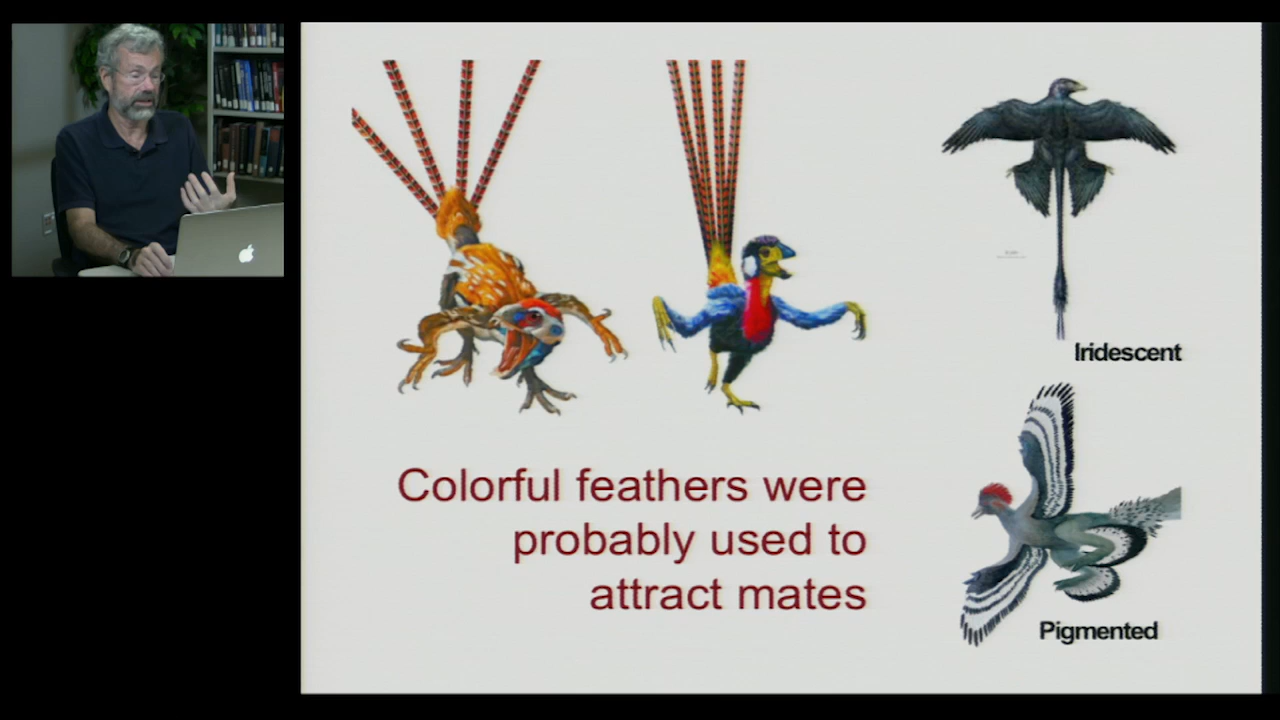 Colorful feathers were
probably used to
attract mates
Iridescent
Pigmented